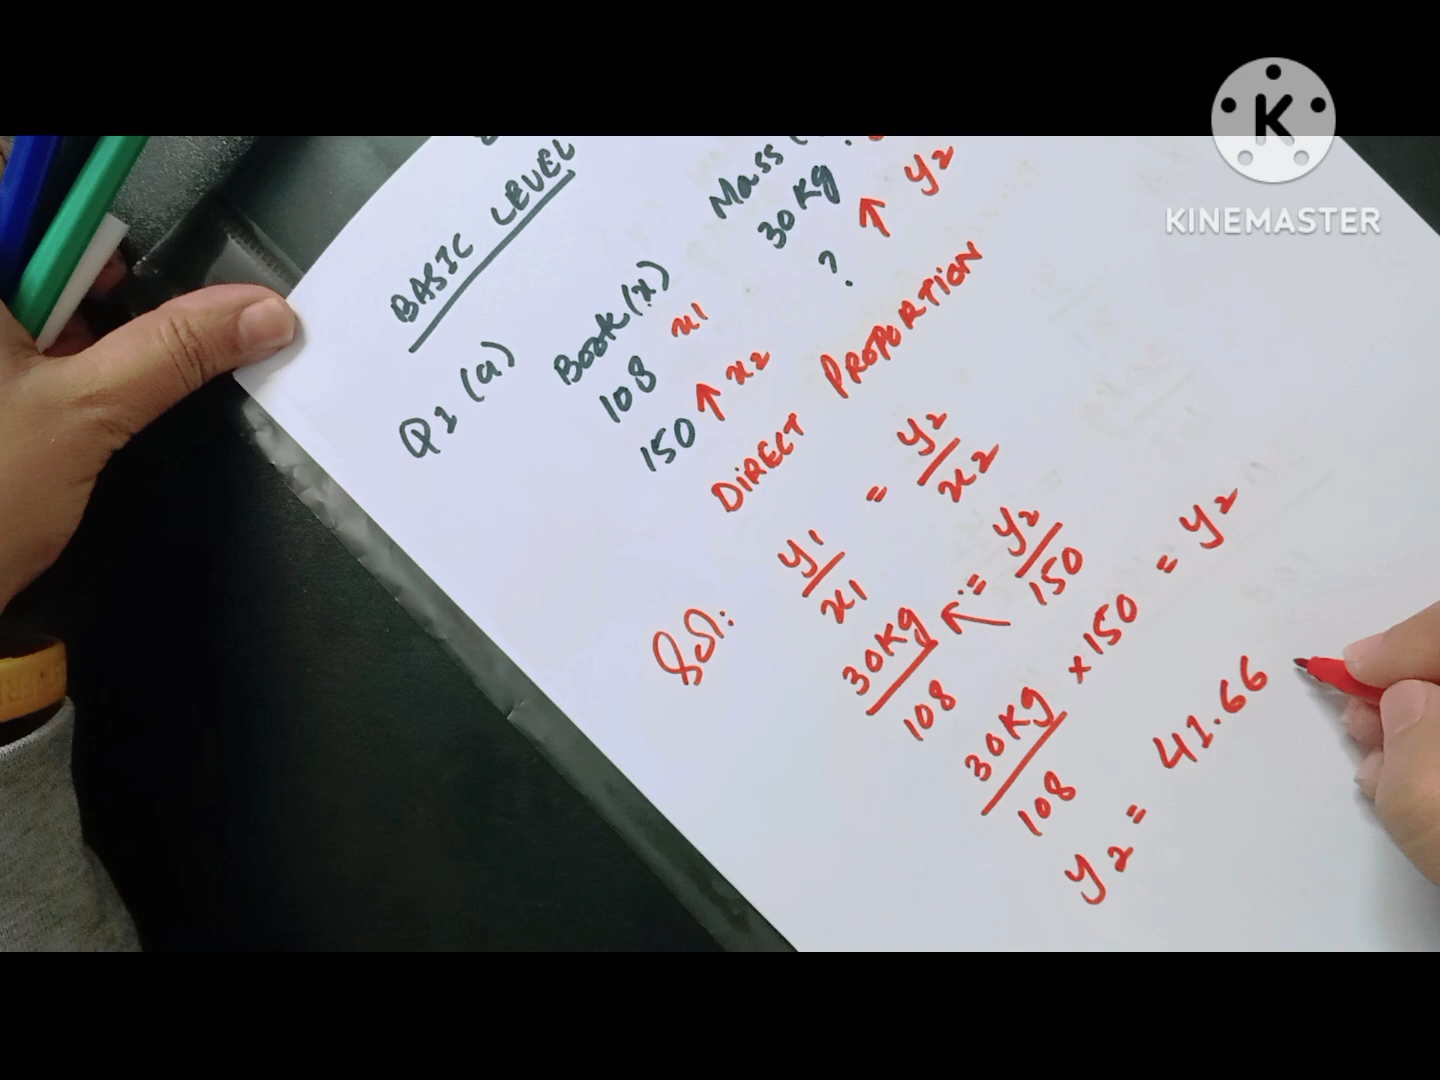 BASIC LEVEL
Q1 (a) Book (x) Mass (
108 x1 30 Kg
150 ↑ x2 ? ↑ y2
DIRECT PROPORTION
Sol: y1/x1 = y2/x2
30Kg/108 = y2/150
30Kg/108 × 150 = y2
y2 = 41.66
KINEMASTER